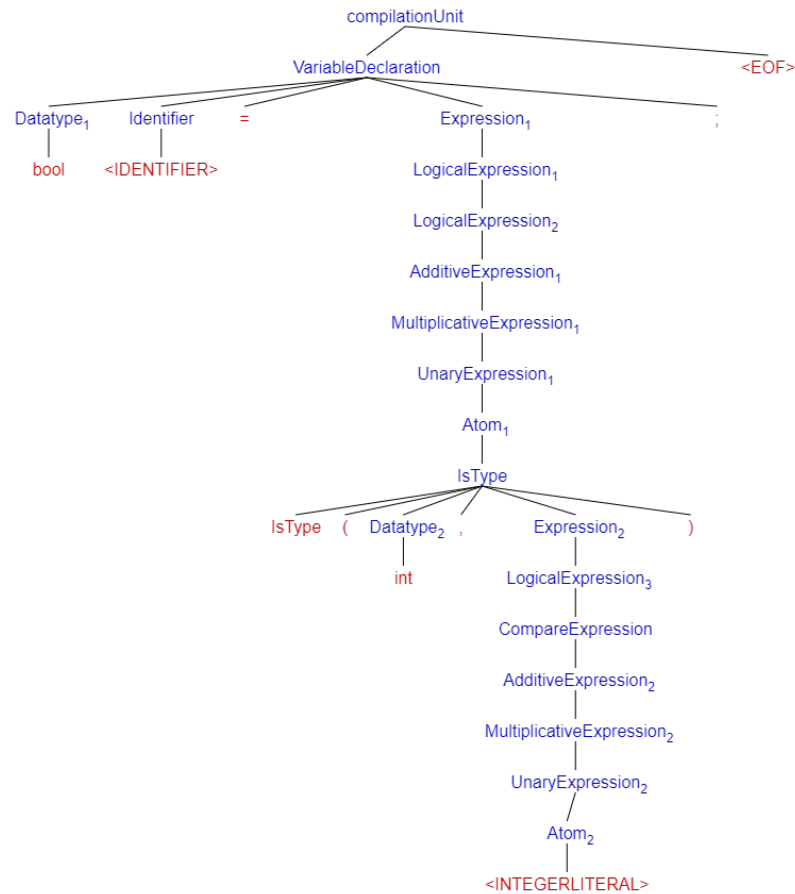 compilationUnit
VariableDeclaration <EOF>
Datatype₁ Identifier = Expression₁ ;
bool <IDENTIFIER> LogicalExpression₁
LogicalExpression₂
AdditiveExpression₁
MultiplicativeExpression₁
UnaryExpression₁
Atom₁
IsType
IsType ( Datatype₂ , Expression₂ )
int LogicalExpression₃
CompareExpression
AdditiveExpression₂
MultiplicativeExpression₂
UnaryExpression₂
Atom₂
<INTEGERLITERAL>